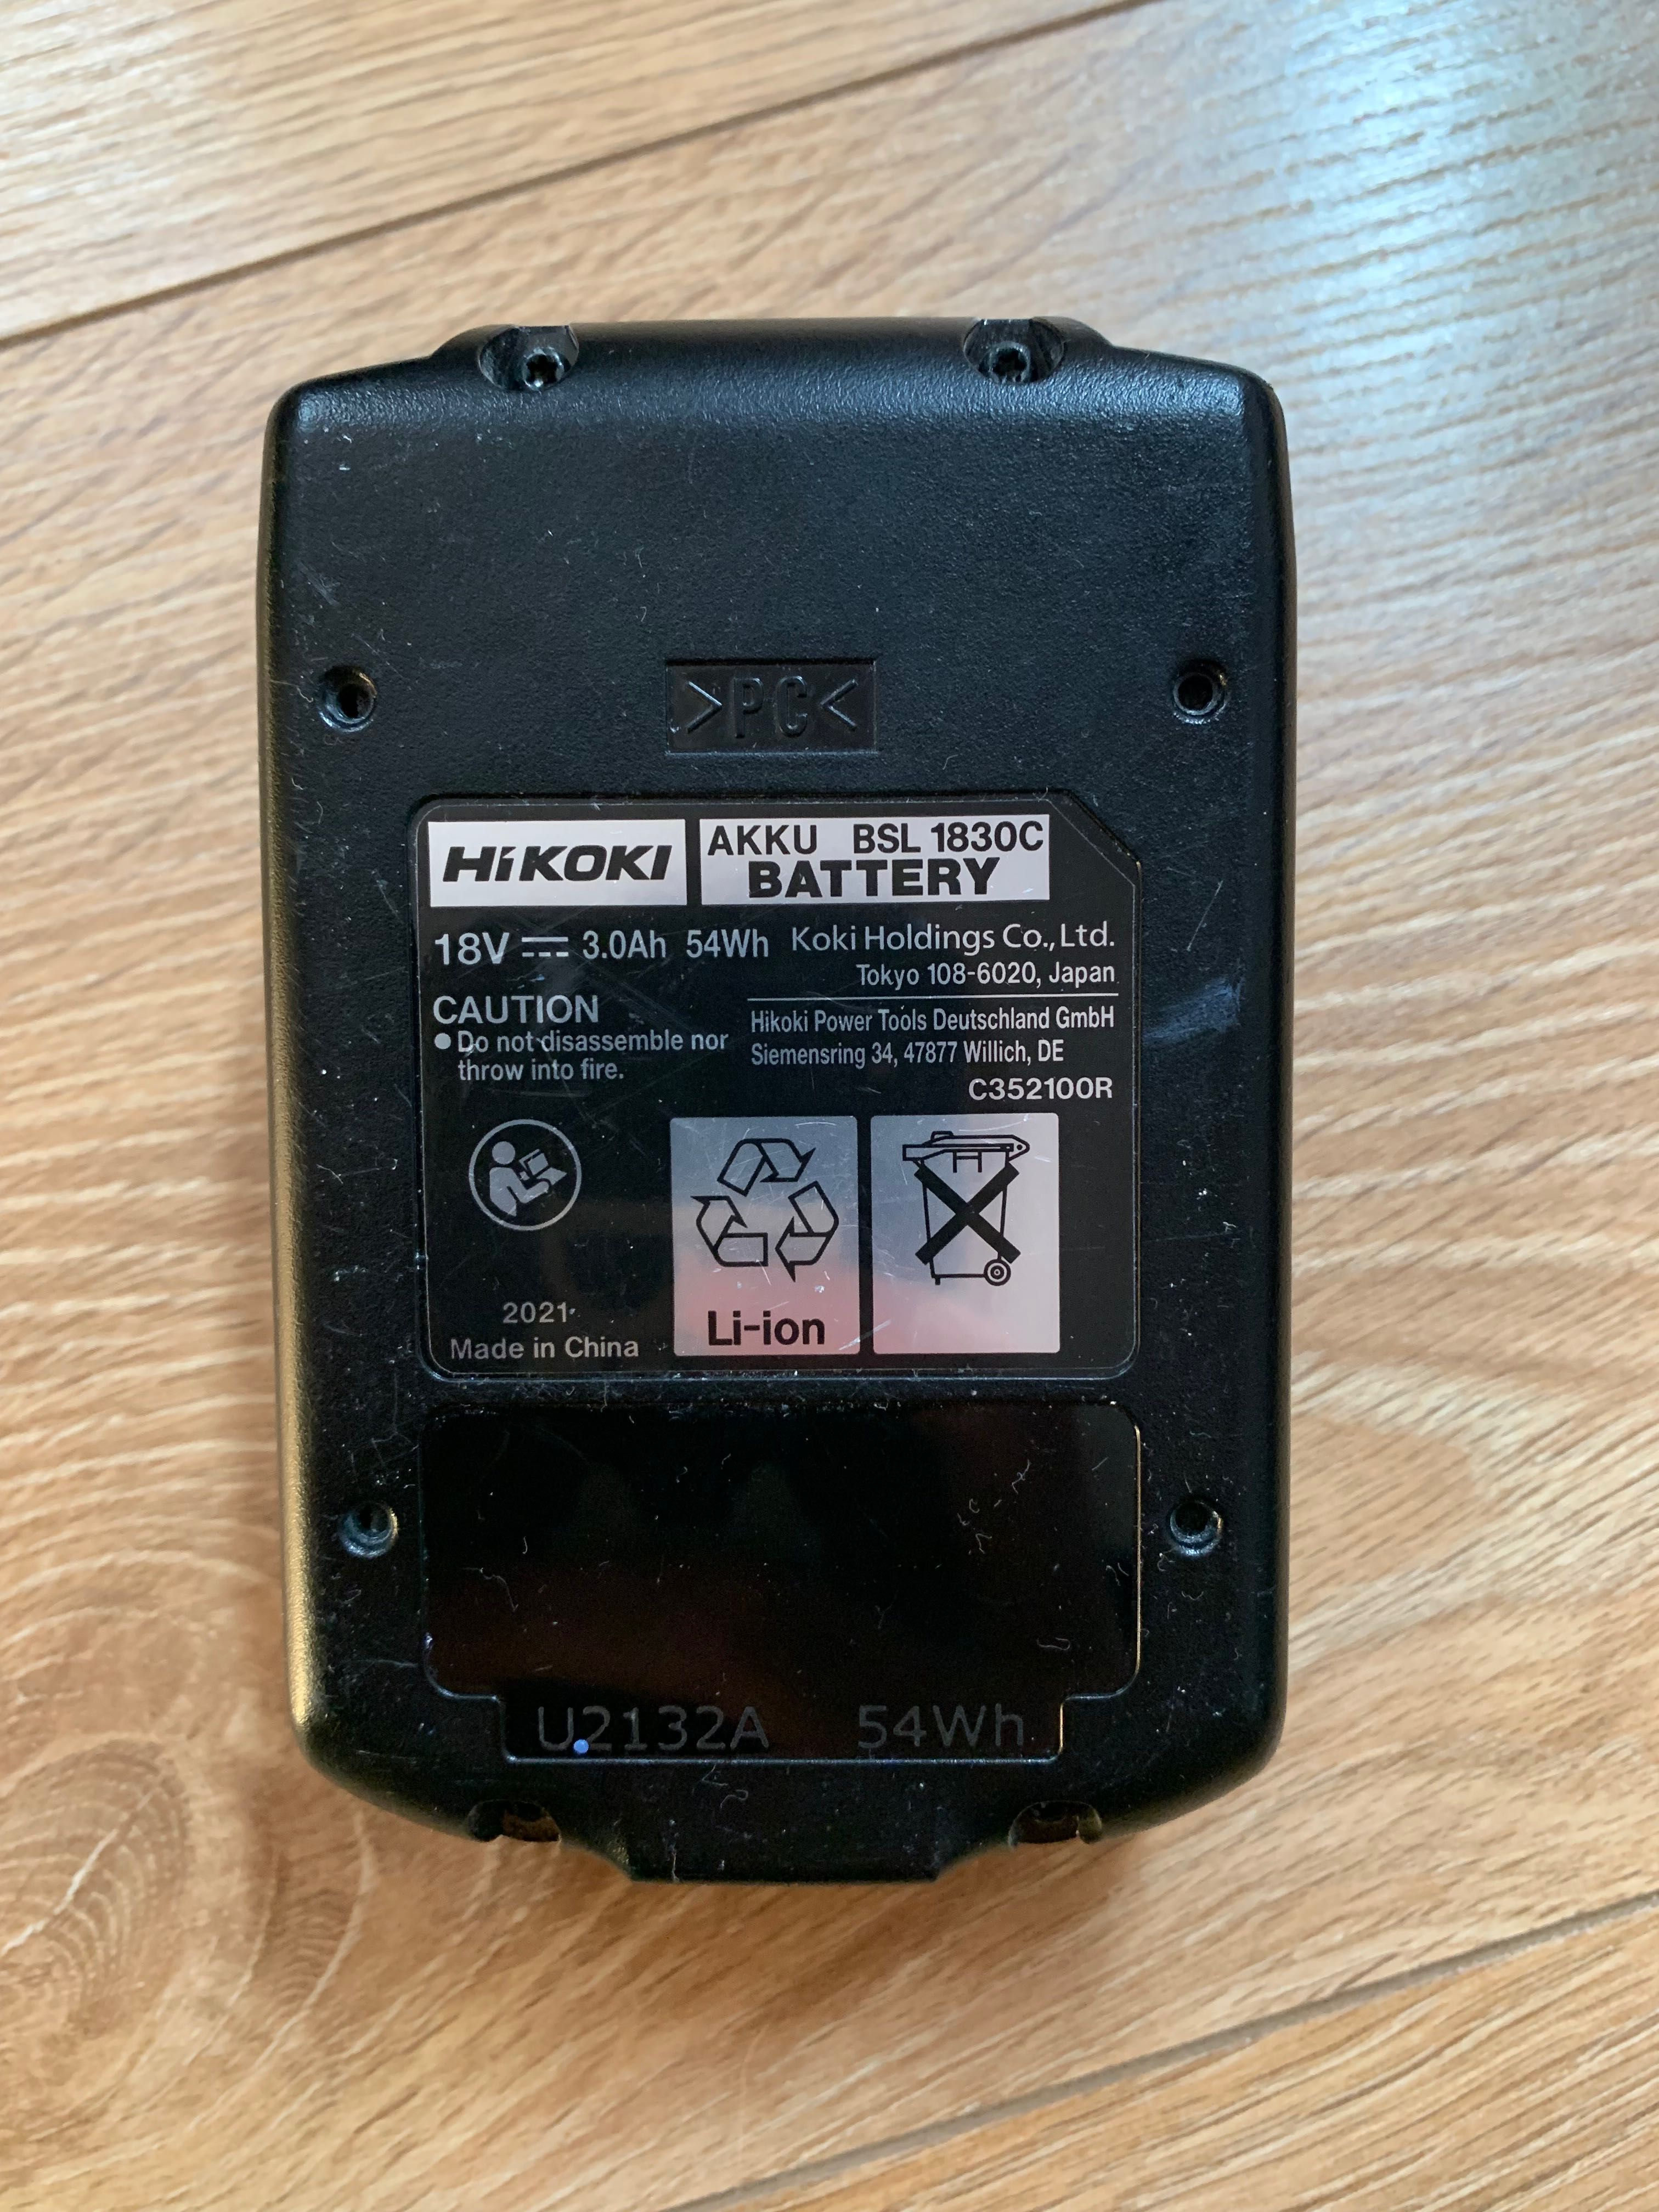 >PC<
HiKOKI
AKKU BSL 1830C
BATTERY
18V 3.0Ah 54Wh
Koki Holdings Co.,Ltd.
Tokyo 108-6020, Japan
CAUTION
● Do not disassemble nor
throw into fire.
Hikoki Power Tools Deutschland GmbH
Siemensring 34, 47877 Willich, DE
C352100R
2021
Made in China
Li-ion
U2132A 54Wh